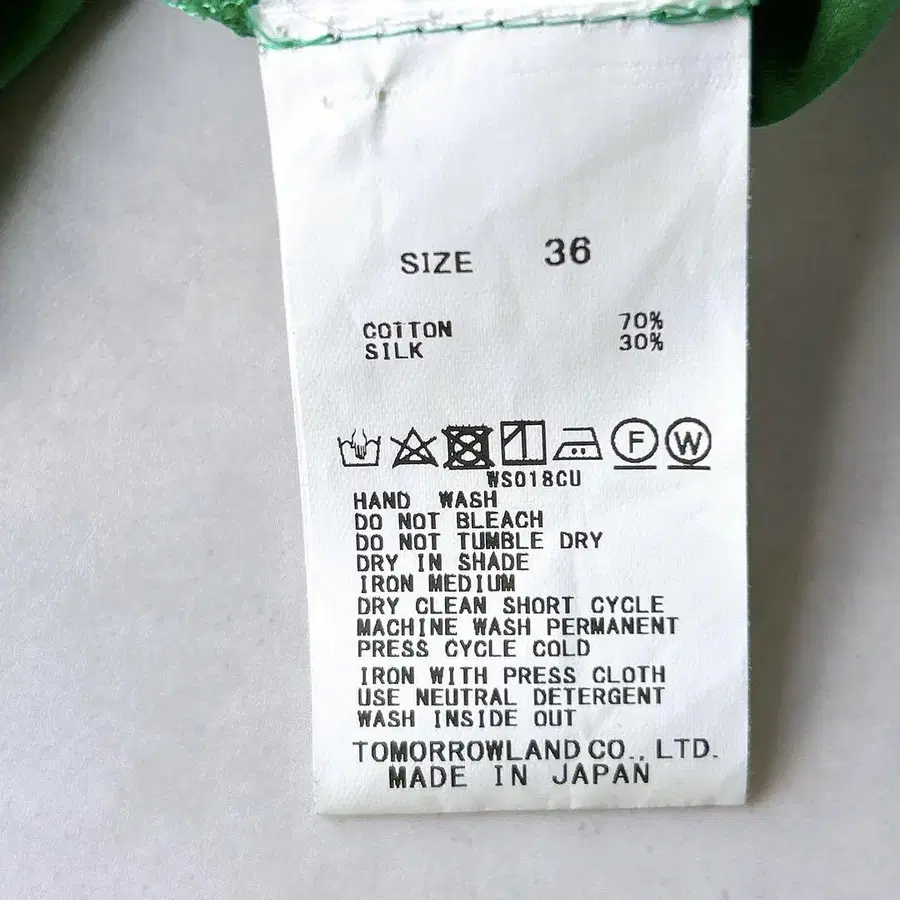 SIZE 36
COTTON 70%
SILK 30%
F W
WS018CU
HAND WASH
DO NOT BLEACH
DO NOT TUMBLE DRY
DRY IN SHADE
IRON MEDIUM
DRY CLEAN SHORT CYCLE
MACHINE WASH PERMANENT
PRESS CYCLE COLD
IRON WITH PRESS CLOTH
USE NEUTRAL DETERGENT
WASH INSIDE OUT
TOMORROWLAND CO., LTD.
MADE IN JAPAN